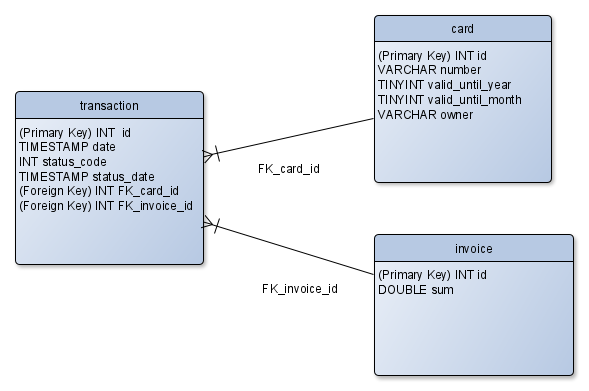 card
(Primary Key) INT id
VARCHAR number
TINYINT valid_until_year
TINYINT valid_until_month
VARCHAR owner
transaction
(Primary Key) INT id
TIMESTAMP date
INT status_code
TIMESTAMP status_date
(Foreign Key) INT FK_card_id
(Foreign Key) INT FK_invoice_id
FK_card_id
invoice
(Primary Key) INT id
DOUBLE sum
FK_invoice_id